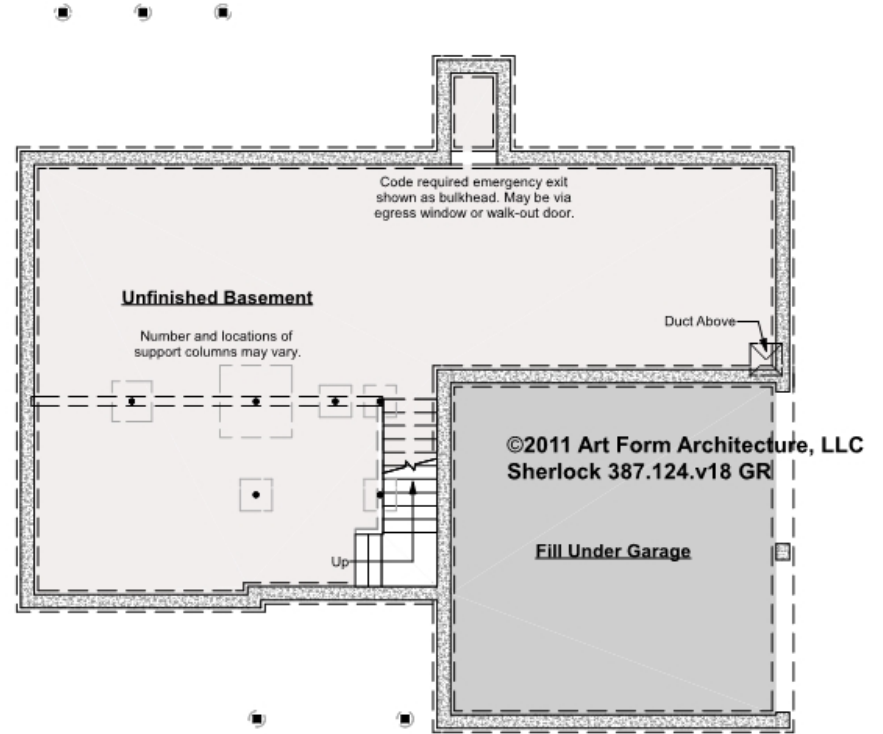 Code required emergency exit
shown as bulkhead. May be via
egress window or walk-out door.
Unfinished Basement
Number and locations of
support columns may vary.
Duct Above
©2011 Art Form Architecture, LLC
Sherlock 387.124.v18 GR
Fill Under Garage
Up